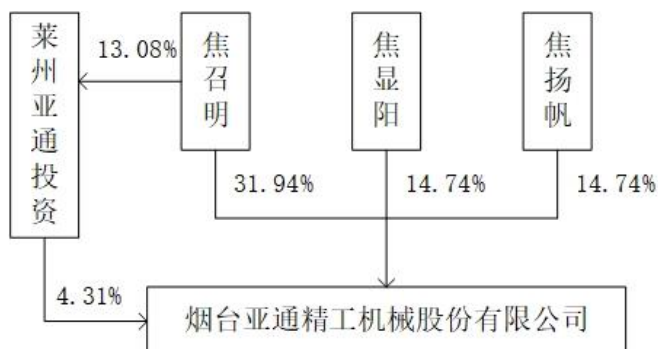 莱州亚通投资
13.08%
焦召明
焦显阳
焦扬帆
31.94%
14.74%
14.74%
4.31%
烟台亚通精工机械股份有限公司